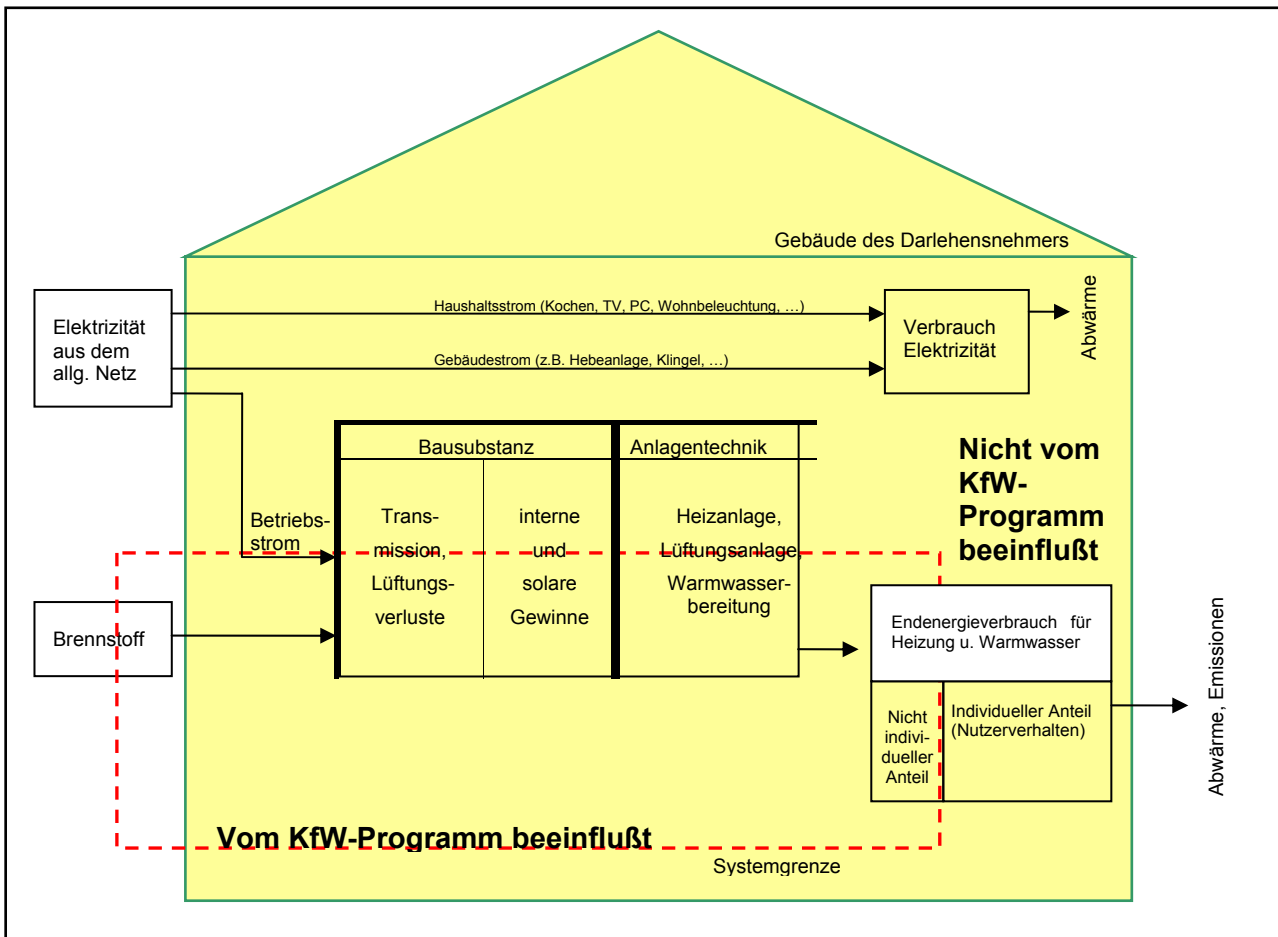 Gebäude des Darlehensnehmers
Elektrizität
aus dem
allg. Netz
Haushaltsstrom (Kochen, TV, PC, Wohnbeleuchtung, …)
Gebäudestrom (z.B. Hebeanlage, Klingel, …)
Verbrauch
Elektrizität
Abwärme
Betriebs-
strom
Bausubstanz
Anlagentechnik
Trans-
mission,
Lüftungs-
verluste
interne
und
solare
Gewinne
Heizanlage,
Lüftungsanlage,
Warmwasser-
bereitung
Nicht vom
KfW-
Programm
beeinflußt
Brennstoff
Endenergieverbrauch für
Heizung u. Warmwasser
Nicht
indivi-
dueller
Anteil
Individueller Anteil
(Nutzerverhalten)
Abwärme, Emissionen
Vom KfW-Programm beeinflußt
Systemgrenze